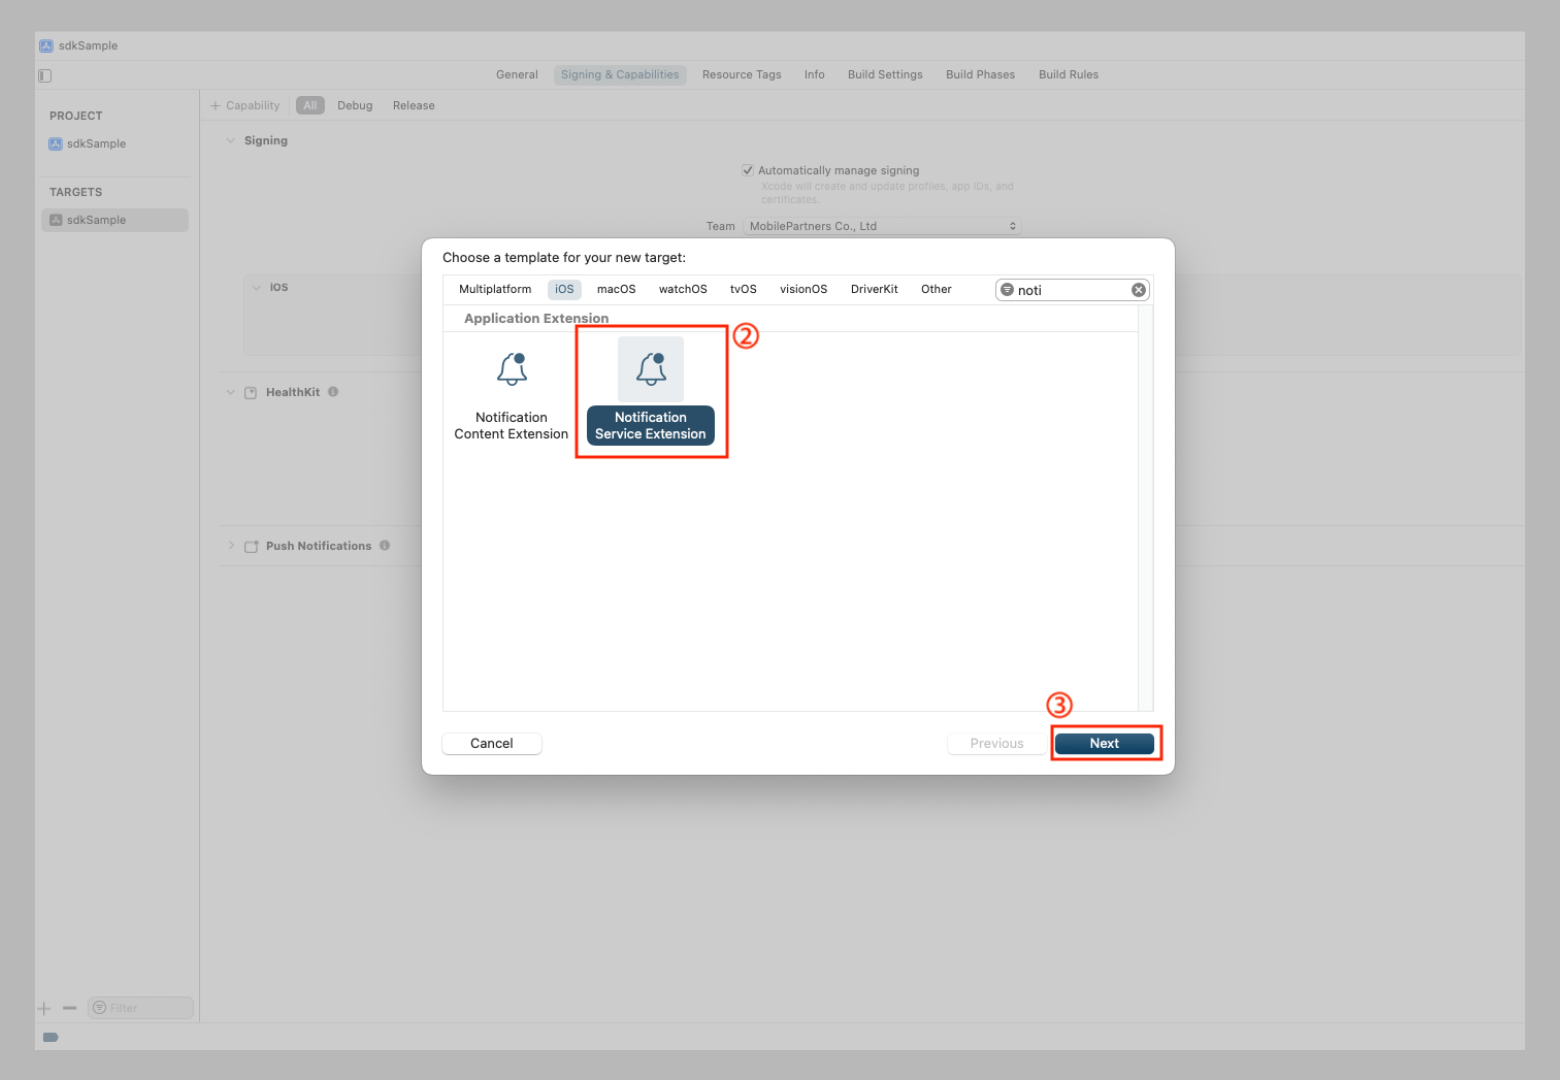 sdkSample
General Signing & Capabilities Resource Tags Info Build Settings Build Phases Build Rules
+ Capability All Debug Release
PROJECT
sdkSample
TARGETS
sdkSample
Signing
Automatically manage signing
Xcode will create and update profiles, app IDs, and
certificates.
Team MobilePartners Co., Ltd
iOS
HealthKit
Push Notifications
Choose a template for your new target:
Multiplatform iOS macOS watchOS tvOS visionOS DriverKit Other noti
Application Extension
②
Notification
Content Extension
Notification
Service Extension
③
Cancel Previous Next
Filter